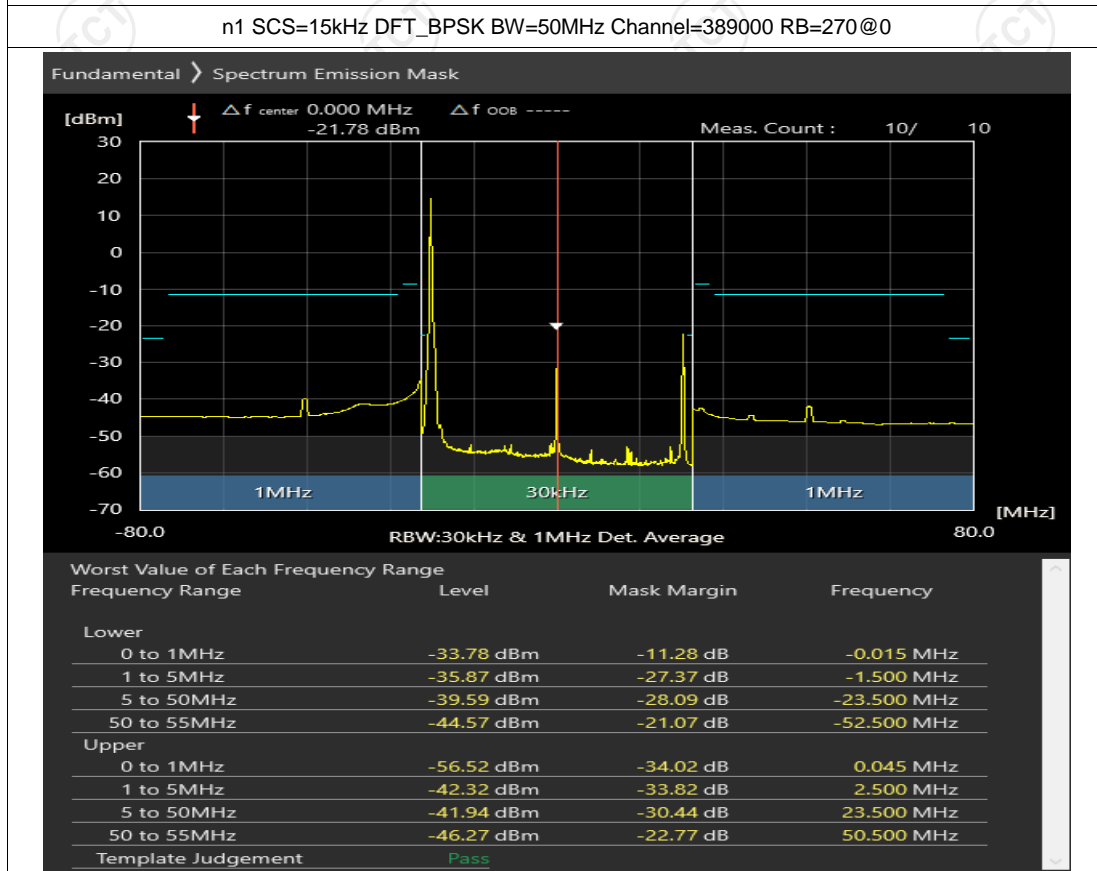 n1 SCS=15kHz DFT_BPSK BW=50MHz Channel=389000 RB=270@0
TCT TCT TCT
Fundamental ❯ Spectrum Emission Mask
[dBm] △f center 0.000 MHz △f OOB -----
-21.78 dBm Meas. Count : 10/ 10
30
20
10
0
-10
-20
-30
-40
-50
-60
1MHz 30kHz 1MHz
-70 [MHz]
-80.0 RBW:30kHz & 1MHz Det. Average 80.0
Worst Value of Each Frequency Range
Frequency Range Level Mask Margin Frequency
Lower
0 to 1MHz -33.78 dBm -11.28 dB -0.015 MHz
1 to 5MHz -35.87 dBm -27.37 dB -1.500 MHz
5 to 50MHz -39.59 dBm -28.09 dB -23.500 MHz
50 to 55MHz -44.57 dBm -21.07 dB -52.500 MHz
Upper
0 to 1MHz -56.52 dBm -34.02 dB 0.045 MHz
1 to 5MHz -42.32 dBm -33.82 dB 2.500 MHz
5 to 50MHz -41.94 dBm -30.44 dB 23.500 MHz
50 to 55MHz -46.27 dBm -22.77 dB 50.500 MHz
Template Judgement Pass